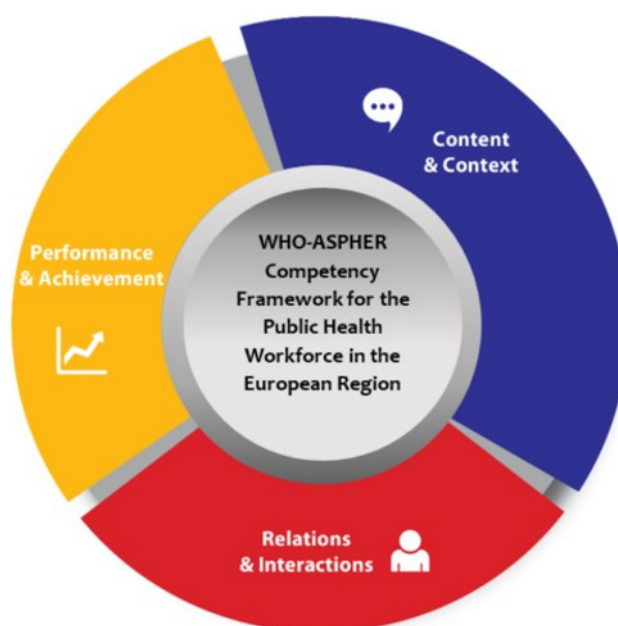 Content
& Context
Performance
& Achievement
WHO-ASPHER
Competency
Framework for the
Public Health
Workforce in the
European Region
Relations
& Interactions